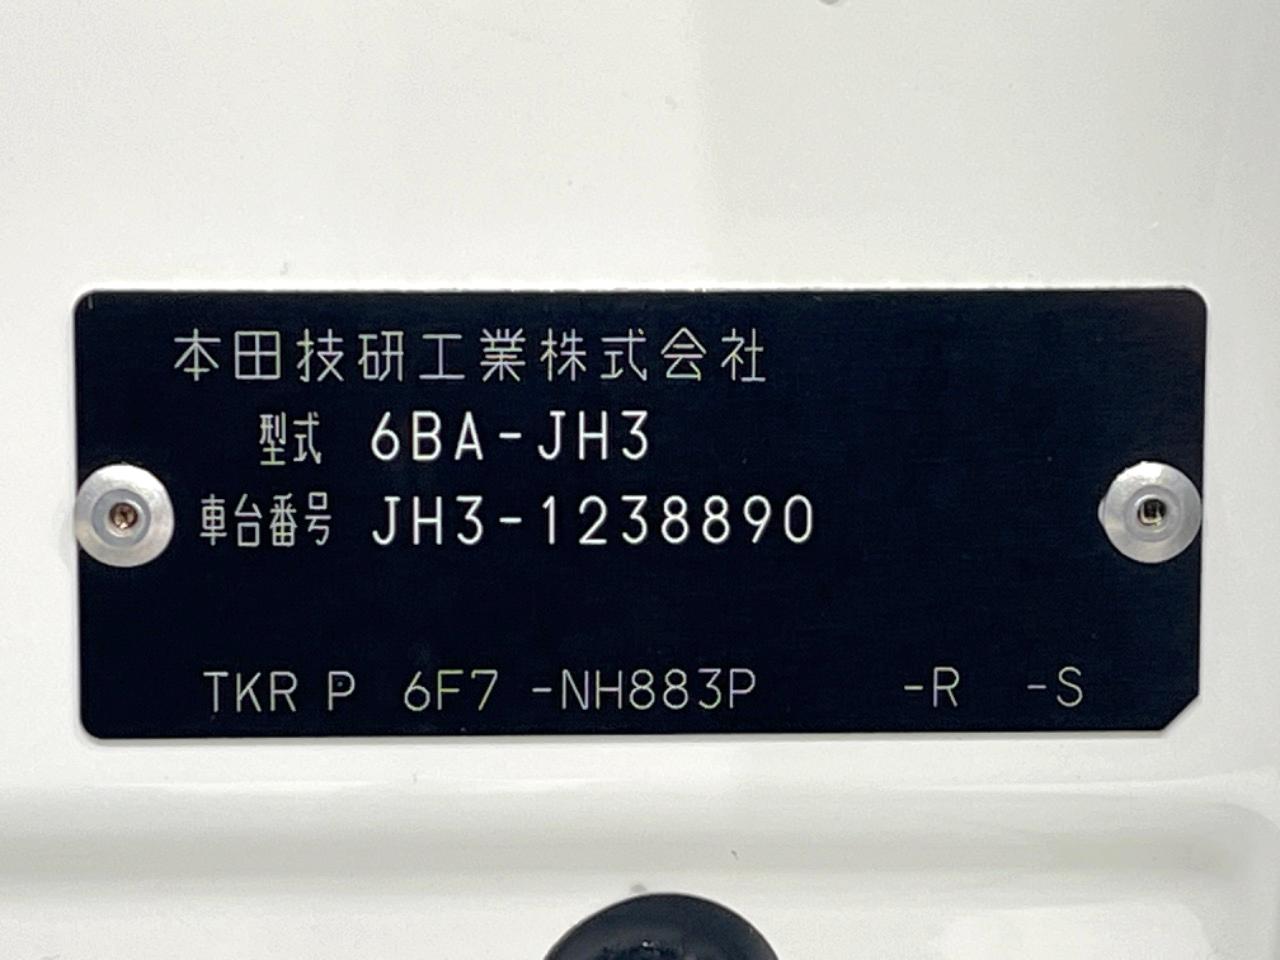 本田技研工業株式会社
型式 6BA-JH3
車台番号 JH3-1238890
TKR P 6F7 -NH883P -R -S